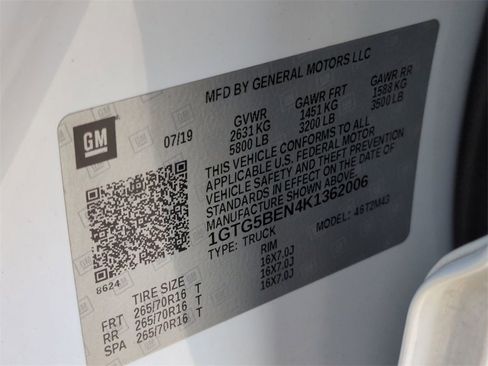 MFD BY GENERAL MOTORS LLC
GM
07/19
GVWR GAWR FRT GAWR RR
2631 KG 1451 KG 1588 KG
5800 LB 3200 LB 3500 LB
THIS VEHICLE CONFORMS TO ALL
APPLICABLE U.S. FEDERAL MOTOR
VEHICLE SAFETY AND THEFT PREVENTION
STANDARDS IN EFFECT ON THE DATE OF
MANUFACTURE SHOWN ABOVE.
1GTG5BEN4K1362006
TYPE: TRUCK 46T2M4G
8624
TIRE SIZE RIM
FRT 265/70R16 T 16X7.0J
RR 265/70R16 T 16X7.0J
SPA 265/70R16 T 16X7.0J